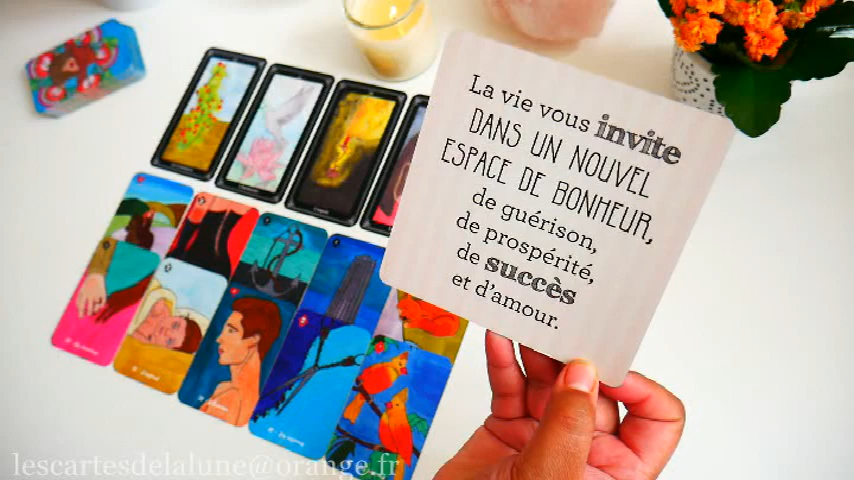 La vie vous invite
DANS UN NOUVEL
ESPACE DE BONHEUR,
de guérison,
de prospérité,
de succès
et d'amour.
lescartesdelalune@orange.fr